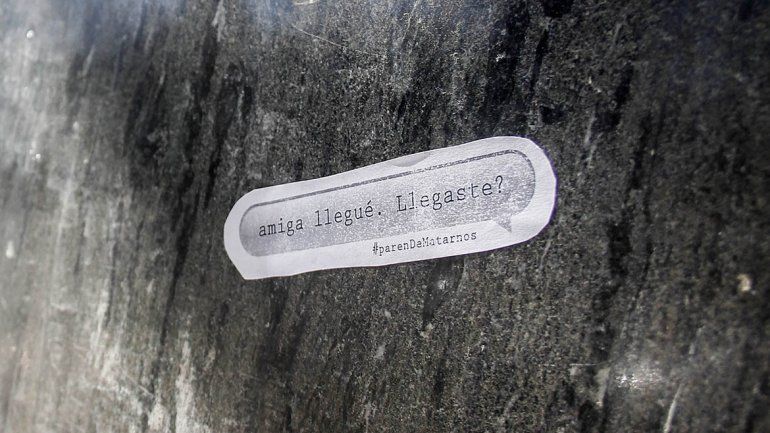 amiga llegué. Llegaste?
#parenDeMatarnos